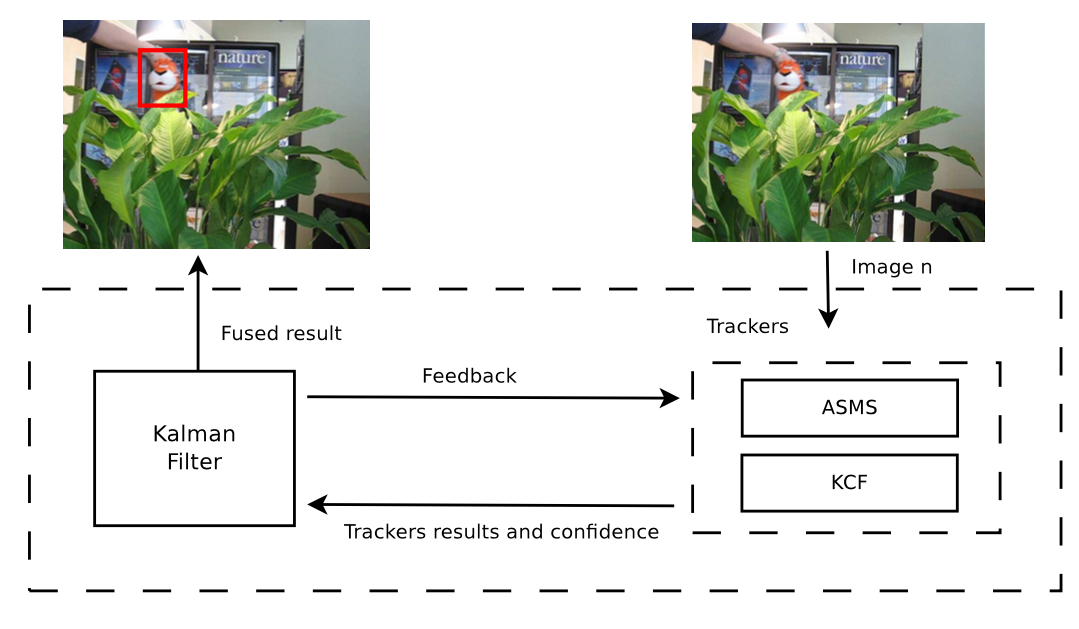 nature
nature
Image n
Fused result
Trackers
Feedback
ASMS
Kalman
Filter
KCF
Trackers results and confidence